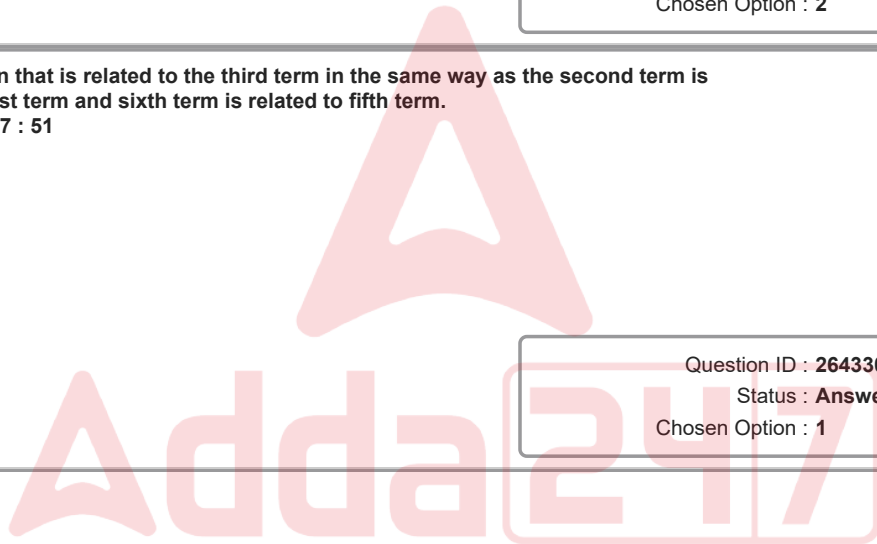 Chosen Option : 2
n that is related to the third term in the same way as the second term is
st term and sixth term is related to fifth term.
7 : 51
Question ID : 26433
Status : Answe
Chosen Option : 1
Adda247